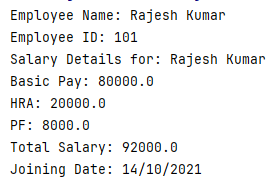 Employee Name: Rajesh Kumar
Employee ID: 101
Salary Details for: Rajesh Kumar
Basic Pay: 80000.0
HRA: 20000.0
PF: 8000.0
Total Salary: 92000.0
Joining Date: 14/10/2021